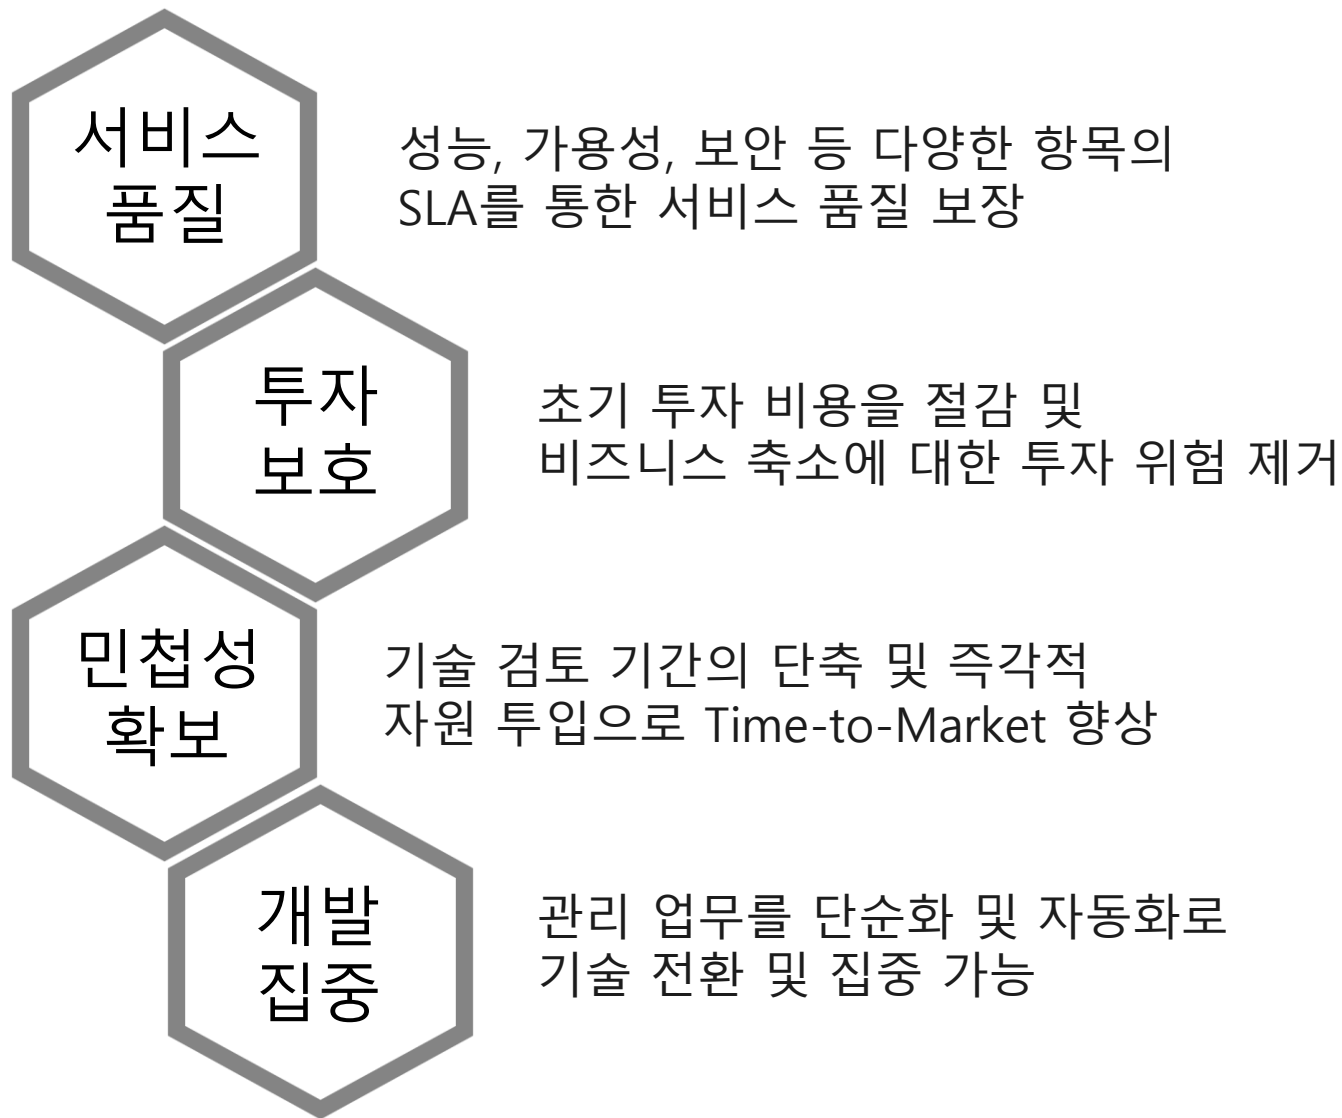 서비스
품질
성능, 가용성, 보안 등 다양한 항목의
SLA를 통한 서비스 품질 보장
투자
보호
초기 투자 비용을 절감 및
비즈니스 축소에 대한 투자 위험 제거
민첩성
확보
기술 검토 기간의 단축 및 즉각적
자원 투입으로 Time-to-Market 향상
개발
집중
관리 업무를 단순화 및 자동화로
기술 전환 및 집중 가능